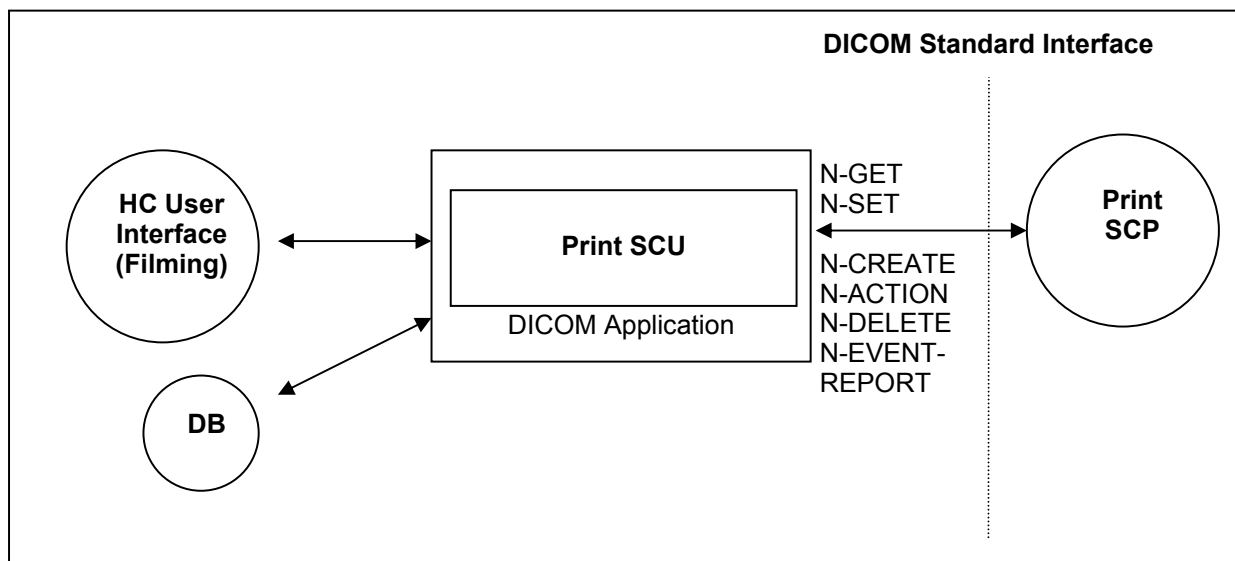 DICOM Standard Interface
HC User
Interface
(Filming)
DB
Print SCU
DICOM Application
N-GET
N-SET
N-CREATE
N-ACTION
N-DELETE
N-EVENT-
REPORT
Print
SCP